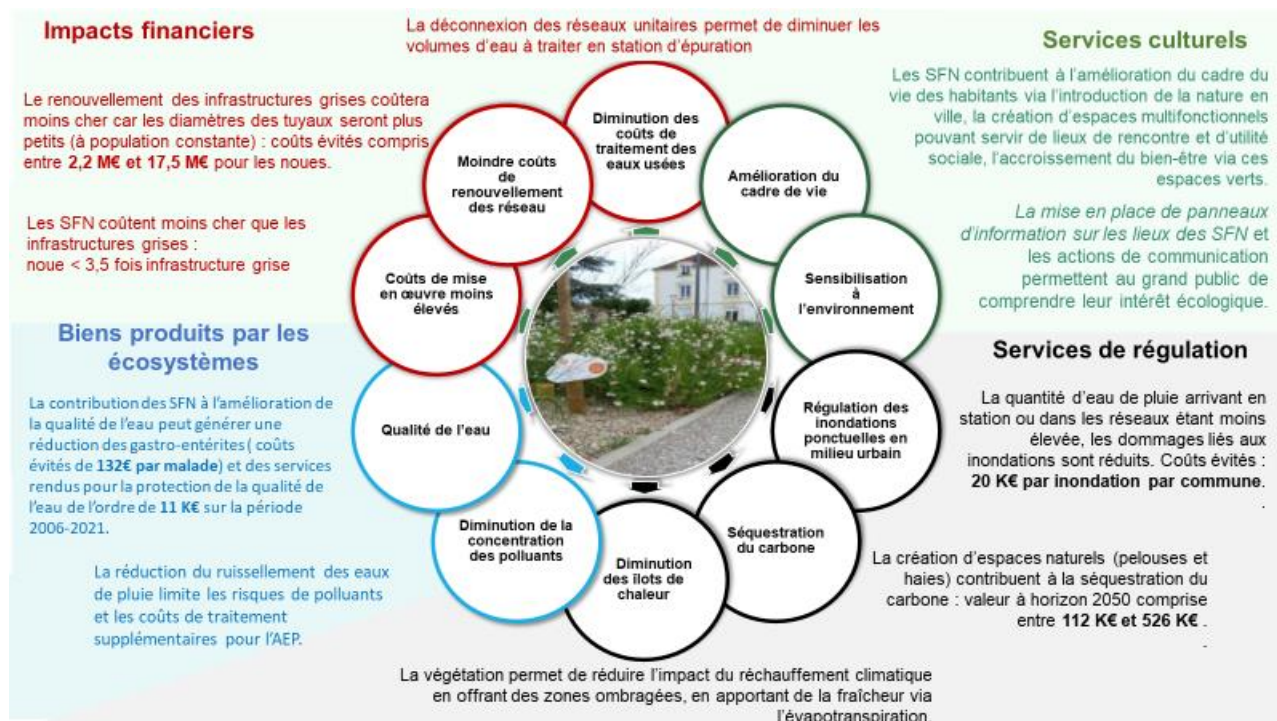 Impacts financiers
La déconnexion des réseaux unitaires permet de diminuer les
volumes d'eau à traiter en station d'épuration
Le renouvellement des infrastructures grises coûtera
moins cher car les diamètres des tuyaux seront plus
petits (à population constante) : coûts évités compris
entre 2,2 M€ et 17,5 M€ pour les noues.
Les SFN coûtent moins cher que les
infrastructures grises :
noue < 3,5 fois infrastructure grise
Services culturels
Les SFN contribuent à l'amélioration du cadre du
vie des habitants via l'introduction de la nature en
ville, la création d'espaces multifonctionnels
pouvant servir de lieux de rencontre et d'utilité
sociale, l'accroissement du bien-être via ces
espaces verts.
La mise en place de panneaux
d'information sur les lieux des SFN et
les actions de communication
permettent au grand public de
comprendre leur intérêt écologique.
Diminution des
coûts de
traitement des
eaux usées
Amélioration du
cadre de vie
Sensibilisation
à
l'environnement
Régulation des
inondations
ponctuelles en
milieu urbain
Séquestration
du carbone
Diminution
des îlots de
chaleur
Diminution de la
concentration
des polluants
Qualité de l'eau
Coûts de mise
en œuvre moins
élevés
Moindre coûts
de
renouvellement
des réseau
Biens produits par les
écosystèmes
La contribution des SFN à l'amélioration de
la qualité de l'eau peut générer une
réduction des gastro-entérites ( coûts
évités de 132€ par malade) et des services
rendus pour la protection de la qualité de
l'eau de l'ordre de 11 K€ sur la période
2006-2021.
La réduction du ruissellement des eaux
de pluie limite les risques de polluants
et les coûts de traitement
supplémentaires pour l'AEP.
Services de régulation
La quantité d'eau de pluie arrivant en
station ou dans les réseaux étant moins
élevée, les dommages liés aux
inondations sont réduits. Coûts évités :
20 K€ par inondation par commune.
.
La création d'espaces naturels (pelouses et
haies) contribuent à la séquestration du
carbone : valeur à horizon 2050 comprise
entre 112 K€ et 526 K€ .
.
La végétation permet de réduire l'impact du réchauffement climatique
en offrant des zones ombragées, en apportant de la fraîcheur via
l'évapotranspiration.